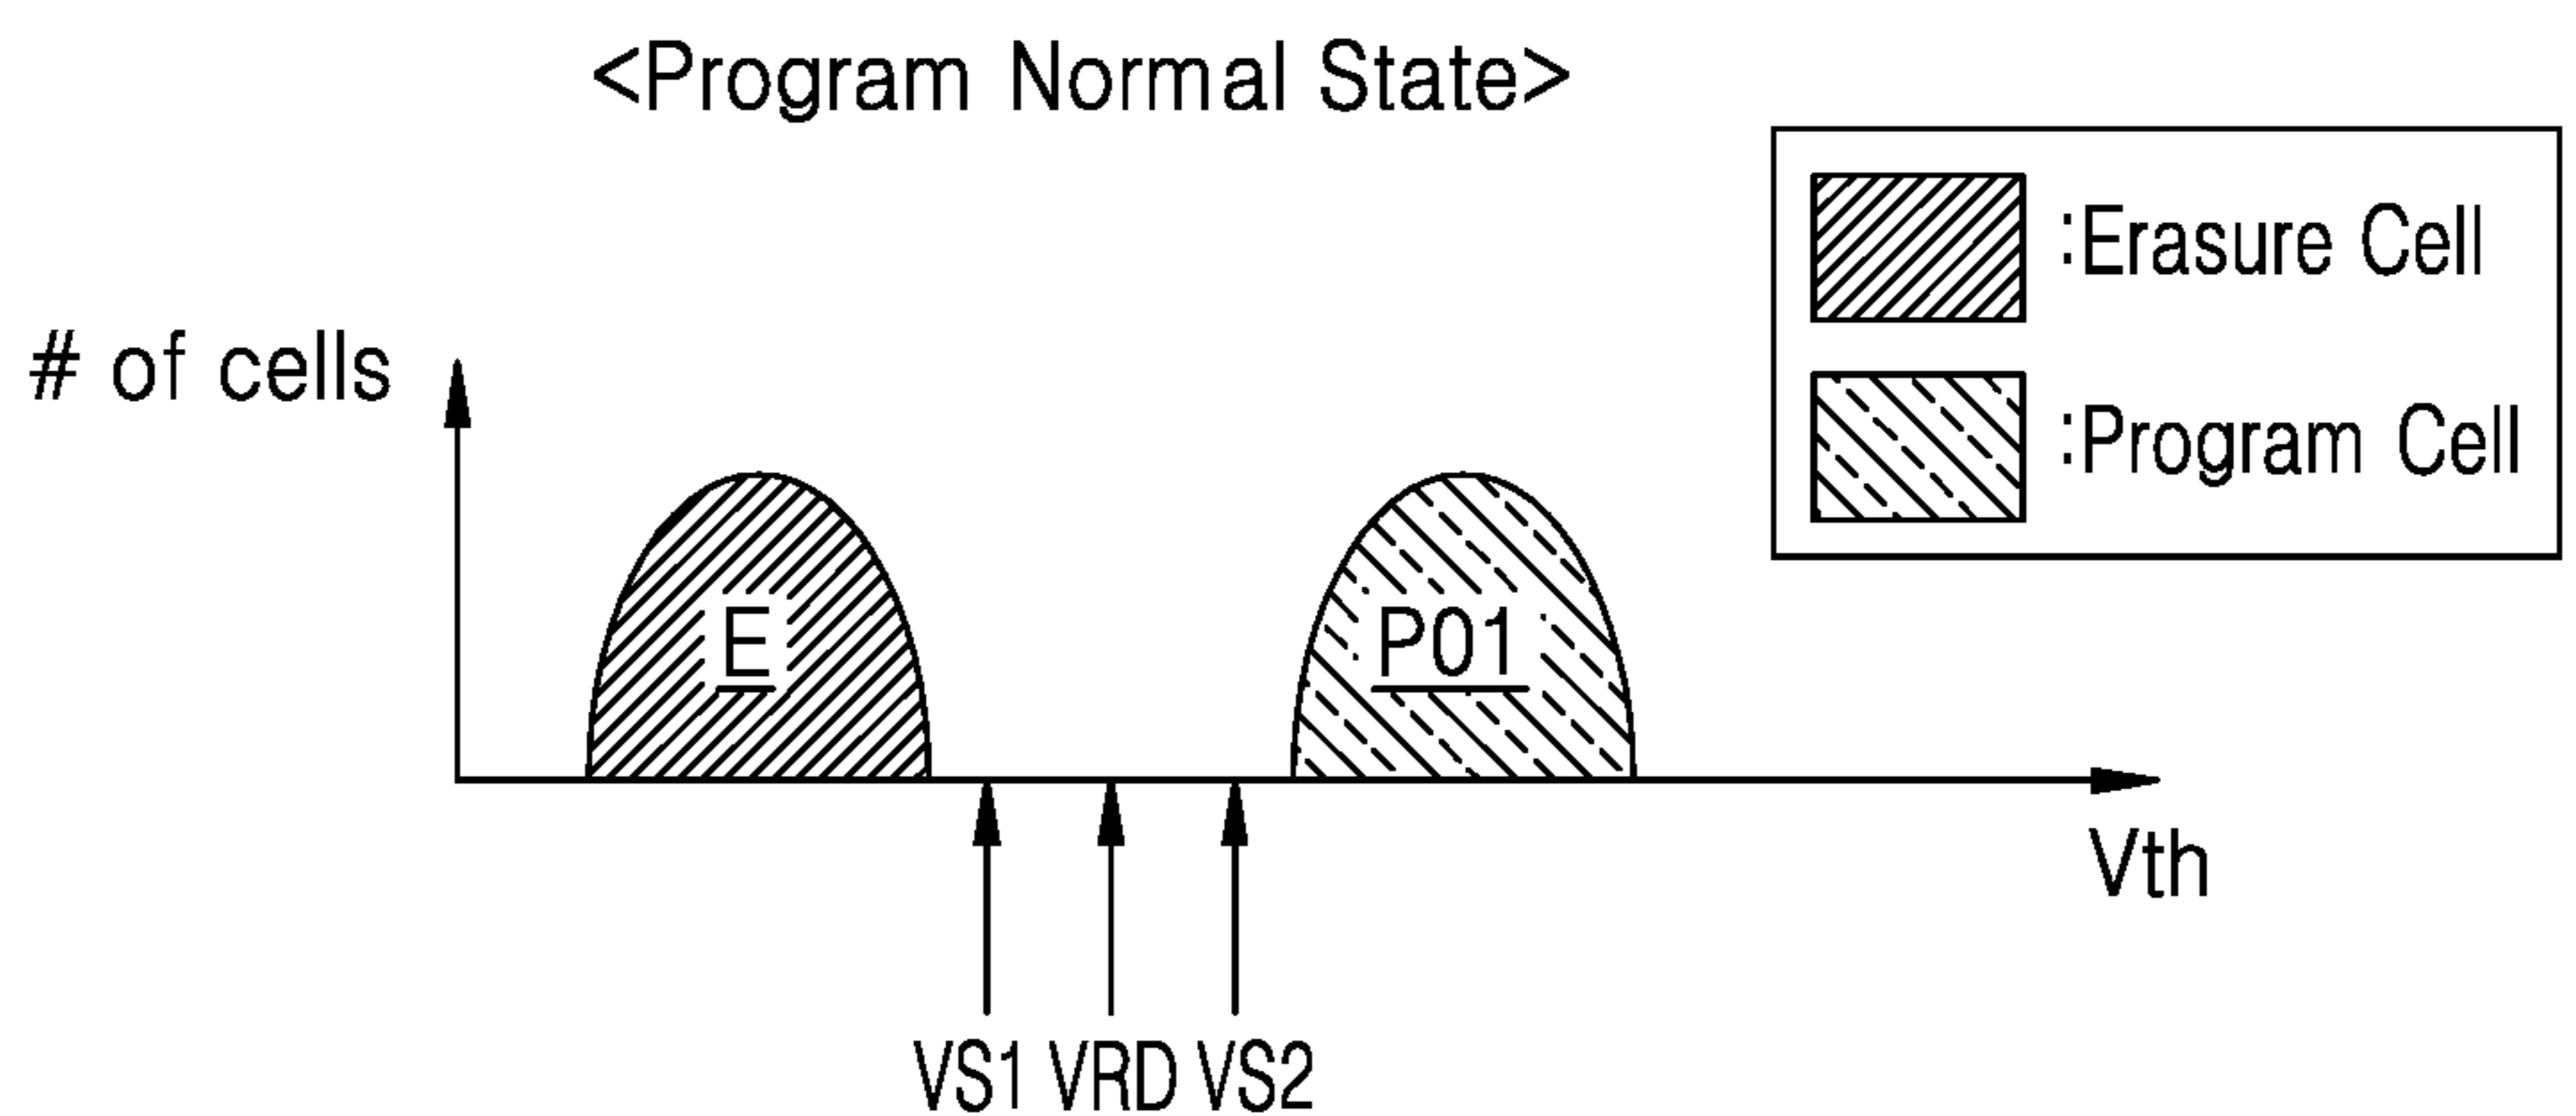 <Program Normal State>
:Erasure Cell
:Program Cell
# of cells
E
P01
Vth
VS1 VRD VS2